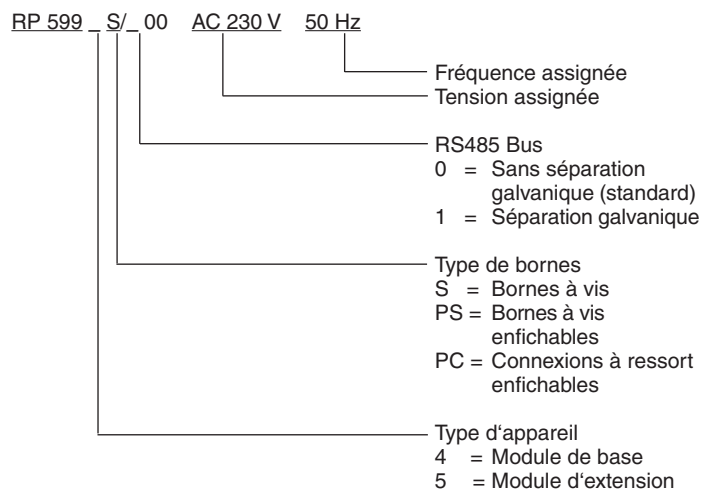 RP 599 _ S/_ 00 AC 230 V 50 Hz
Fréquence assignée
Tension assignée
RS485 Bus
0 = Sans séparation
galvanique (standard)
1 = Séparation galvanique
Type de bornes
S = Bornes à vis
PS = Bornes à vis
enfichables
PC = Connexions à ressort
enfichables
Type d‘appareil
4 = Module de base
5 = Module d‘extension